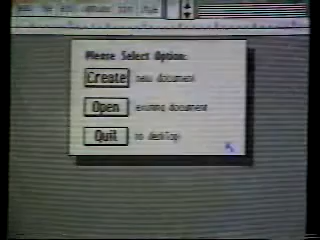 Please Select Option:
Create new document
Open existing document
Quit to deskTop